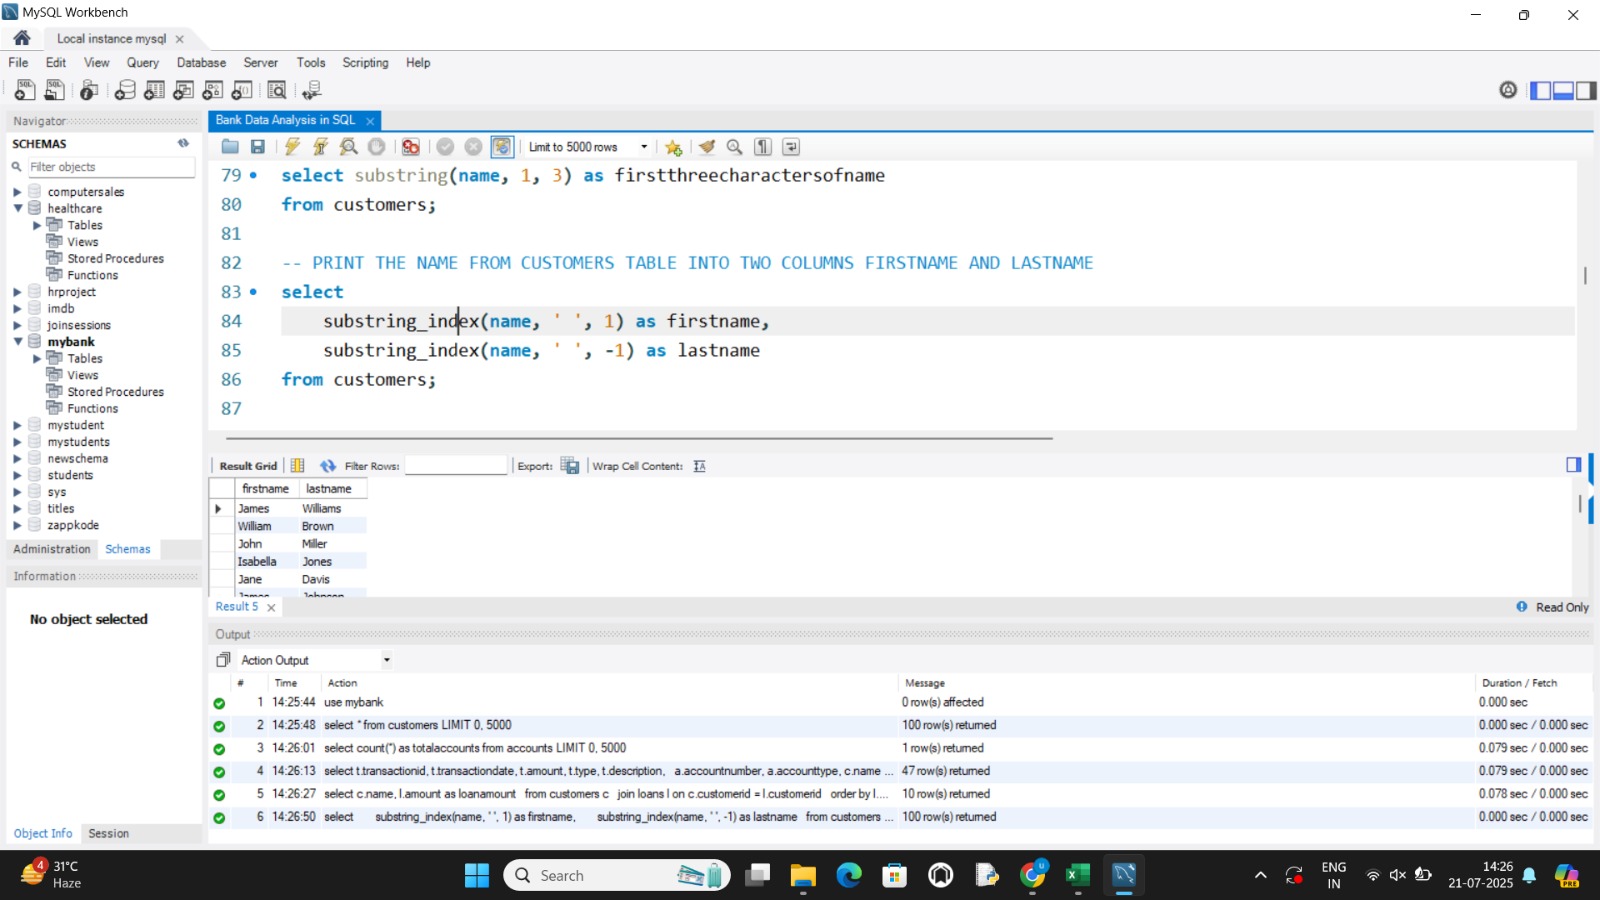 MySQL Workbench
Local instance mysql
File Edit View Query Database Server Tools Scripting Help
Navigator
SCHEMAS
Filter objects
computersales
healthcare
Tables
Views
Stored Procedures
Functions
hrproject
imdb
joinsessions
mybank
Tables
Views
Stored Procedures
Functions
mystudent
mystudents
newschema
students
sys
titles
zappkode
Administration Schemas
Information
No object selected
Object Info Session
Bank Data Analysis in SQL
Limit to 5000 rows
79 select substring(name, 1, 3) as firstthreecharactersofname
80 from customers;
81
82 -- PRINT THE NAME FROM CUSTOMERS TABLE INTO TWO COLUMNS FIRSTNAME AND LASTNAME
83 select
84 substring_index(name, ' ', 1) as firstname,
85 substring_index(name, ' ', -1) as lastname
86 from customers;
87
Result Grid Filter Rows: Export: Wrap Cell Content:
firstname lastname
James Williams
William Brown
John Miller
Isabella Jones
Jane Davis
James Johnson
Result 5 Read Only
Output
Action Output
# Time Action Message Duration / Fetch
1 14:25:44 use mybank 0 row(s) affected 0.000 sec
2 14:25:48 select * from customers LIMIT 0, 5000 100 row(s) returned 0.000 sec / 0.000 sec
3 14:26:01 select count(*) as totalaccounts from accounts LIMIT 0, 5000 1 row(s) returned 0.079 sec / 0.000 sec
4 14:26:13 select t.transactionid, t.transactiondate, t.amount, t.type, t.description, a.accountnumber, a.accounttype, c.name ... 47 row(s) returned 0.079 sec / 0.000 sec
5 14:26:27 select c.name, l.amount as loanamount from customers c join loans l on c.customerid = l.customerid order by l.... 10 row(s) returned 0.078 sec / 0.000 sec
6 14:26:50 select substring_index(name, ' ', 1) as firstname, substring_index(name, ' ', -1) as lastname from customers ... 100 row(s) returned 0.000 sec / 0.000 sec
4 31°C
Haze
Search
ENG
IN
14:26
21-07-2025
PRE